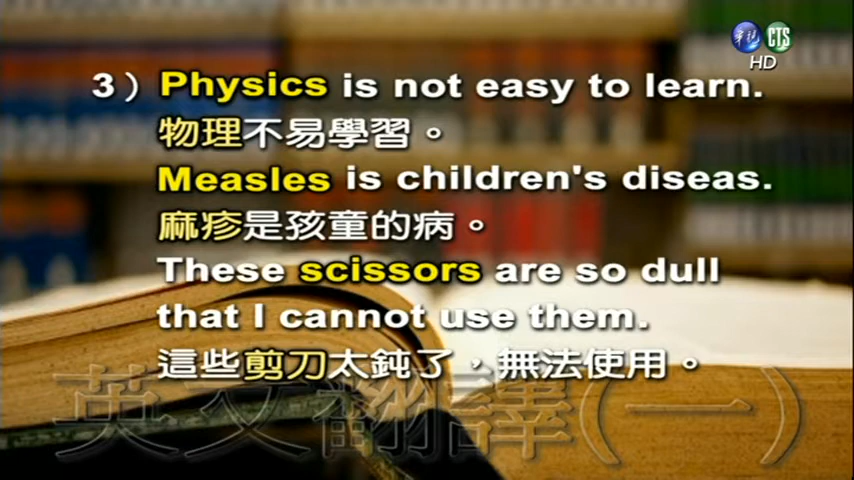 華視 CTS
HD
3）Physics is not easy to learn.
物理不易學習。
Measles is children's diseas.
麻疹是孩童的病。
These scissors are so dull
that I cannot use them.
這些剪刀太鈍了，無法使用。
英文翻譯(一)